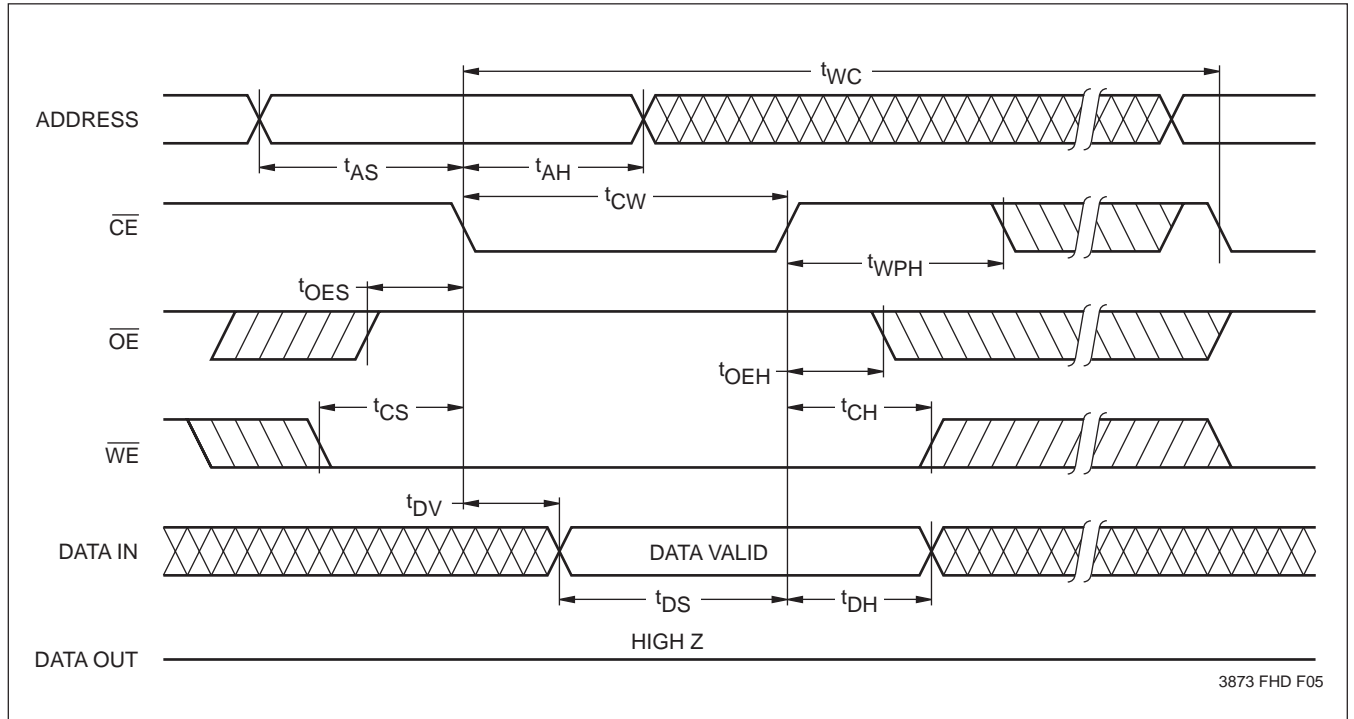 tWC
ADDRESS
tAS
tAH
tCW
CE
tWPH
tOES
OE
tOEH
tCS
tCH
WE
tDV
DATA IN
DATA VALID
tDS
tDH
HIGH Z
DATA OUT
3873 FHD F05